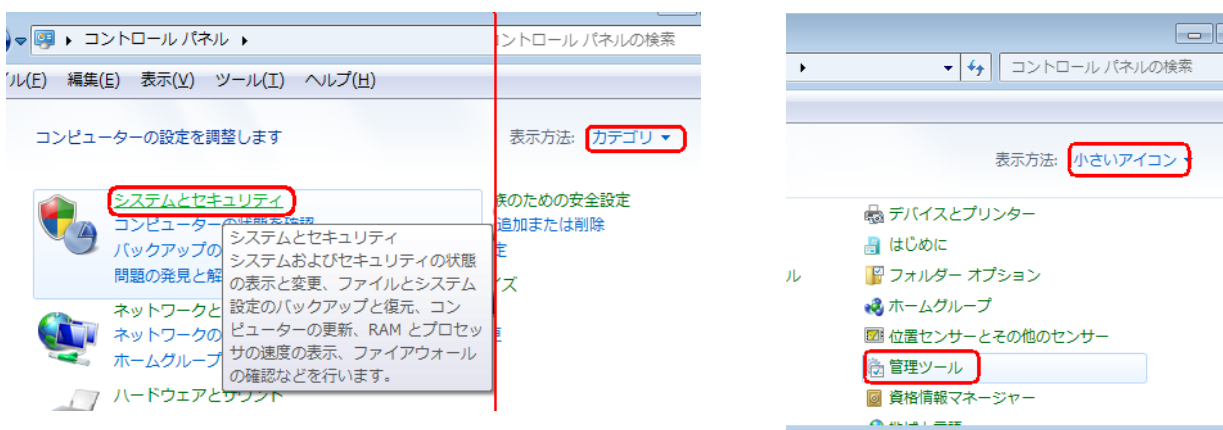 コントロール パネル
ントロール パネルの検索
ル(F) 編集(E) 表示(V) ツール(T) ヘルプ(H)
コンピューターの設定を調整します
表示方法: カテゴリ
システムとセキュリティ
コンピューターの状態を確認
バックアップの
問題の発見と解
システムとセキュリティ
システムおよびセキュリティの状態
の表示と変更、ファイルとシステム
設定のバックアップと復元、コン
ピューターの更新、RAM とプロセッ
サの速度の表示、ファイアウォール
の確認などを行います。
ネットワークと
ネットワークの
ホームグループ
ハードウェアとサウンド
族のための安全設定
追加または削除
定
ズ
更
コントロール パネルの検索
表示方法: 小さいアイコン
デバイスとプリンター
はじめに
ル
フォルダー オプション
ホームグループ
位置センサーとその他のセンサー
管理ツール
資格情報マネージャー